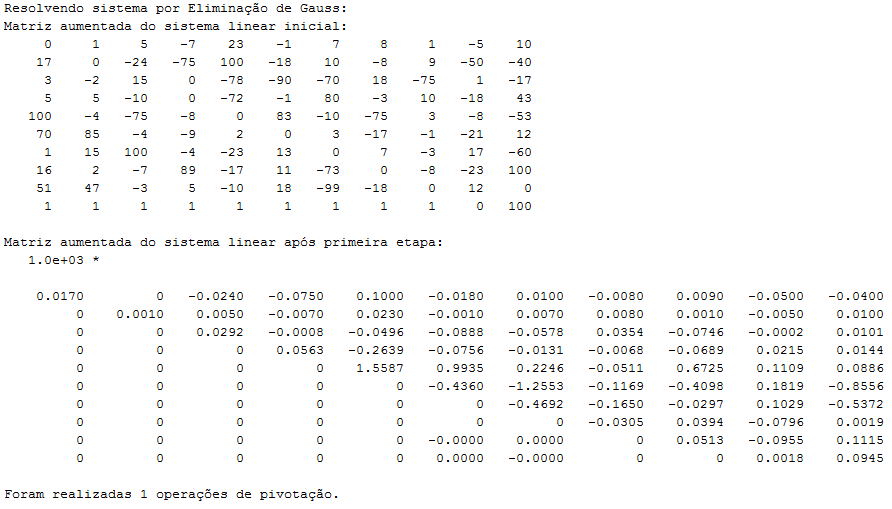 Resolvendo sistema por Eliminação de Gauss:
Matriz aumentada do sistema linear inicial:
0 1 5 -7 23 -1 7 8 1 -5 10
17 0 -24 -75 100 -18 10 -8 9 -50 -40
3 -2 15 0 -78 -90 -70 18 -75 1 -17
5 5 -10 0 -72 -1 80 -3 10 -18 43
100 -4 -75 -8 0 83 -10 -75 3 -8 -53
70 85 -4 -9 2 0 3 -17 -1 -21 12
1 15 100 -4 -23 13 0 7 -3 17 -60
16 2 -7 89 -17 11 -73 0 -8 -23 100
51 47 -3 5 -10 18 -99 -18 0 12 0
1 1 1 1 1 1 1 1 1 0 100
Matriz aumentada do sistema linear após primeira etapa:
1.0e+03 *
0.0170 0 -0.0240 -0.0750 0.1000 -0.0180 0.0100 -0.0080 0.0090 -0.0500 -0.0400
0 0.0010 0.0050 -0.0070 0.0230 -0.0010 0.0070 0.0080 0.0010 -0.0050 0.0100
0 0 0.0292 -0.0008 -0.0496 -0.0888 -0.0578 0.0354 -0.0746 -0.0002 0.0101
0 0 0 0.0563 -0.2639 -0.0756 -0.0131 -0.0068 -0.0689 0.0215 0.0144
0 0 0 0 1.5587 0.9935 0.2246 -0.0511 0.6725 0.1109 0.0886
0 0 0 0 0 -0.4360 -1.2553 -0.1169 -0.4098 0.1819 -0.8556
0 0 0 0 0 0 -0.4692 -0.1650 -0.0297 0.1029 -0.5372
0 0 0 0 0 0 0 -0.0305 0.0394 -0.0796 0.0019
0 0 0 0 0 -0.0000 0.0000 0 0.0513 -0.0955 0.1115
0 0 0 0 0 0.0000 -0.0000 0 0 0.0018 0.0945
Foram realizadas 1 operações de pivotação.